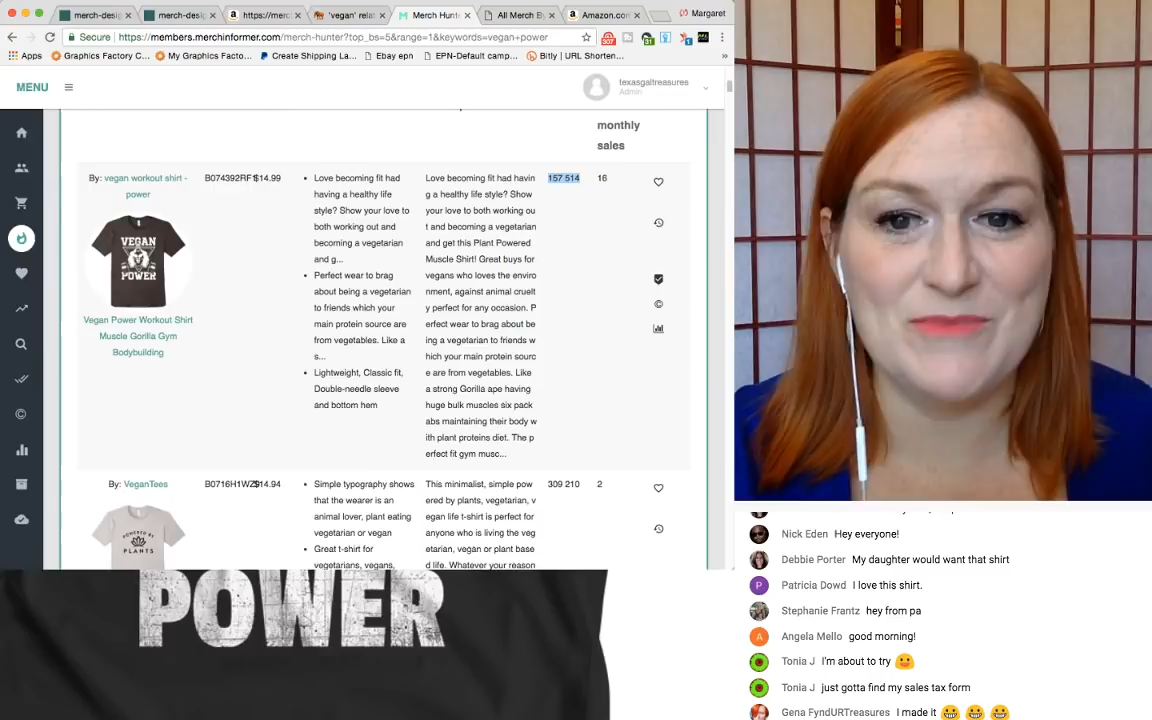 merch-design
merch-design
https://merc
'vegan' relat
Merch Hunt
All Merch By
Amazon.com
Margaret
Secure
https://members.merchinformer.com/merch-hunter?top_bs=5&range=1&keywords=vegan+power
Apps
Graphics Factory C...
My Graphics Factory...
Create Shipping La...
Ebay epn
EPN-Default camp...
Bitly | URL Shorten...
MENU
texasgaltreasures
Admin
monthly
sales
By: vegan workout shirt -
power
VEGAN
POWER
Vegan Power Workout Shirt
Muscle Gorilla Gym
Bodybuilding
B074392RF
$14.99
Love becoming fit had
having a healthy life
style? Show your love to
both working out and
becoming a vegetarian
and g...
Perfect wear to brag
about being a vegetarian
to friends which your
main protein source are
from vegetables. Like a
s...
Lightweight, Classic fit,
Double-needle sleeve
and bottom hem
Love becoming fit had havin
g a healthy life style? Show
your love to both working ou
t and becoming a vegetarian
and get this Plant Powered
Muscle Shirt! Great buys for
vegans who loves the enviro
nment, against animal cruelt
y perfect for any occasion. P
erfect wear to brag about be
ing a vegetarian to friends w
hich your main protein sourc
e are from vegetables. Like
a strong Gorilla ape having
huge bulk muscles six pack
abs maintaining their body w
ith plant proteins diet. The p
erfect fit gym musc...
157 514
16
By: VeganTees
POWERED BY
PLANTS
B0716H1WZ
$14.94
Simple typography shows
that the wearer is an
animal lover, plant eating
vegetarian or vegan
Great t-shirt for
vegetarians, vegans,
This minimalist, simple pow
ered by plants, vegetarian, v
egan life t-shirt is perfect for
anyone who is living the veg
etarian, vegan or plant base
d life. Whatever your reason
309 210
2
POWER
Nick Eden Hey everyone!
Debbie Porter My daughter would want that shirt
Patricia Dowd I love this shirt.
Stephanie Frantz hey from pa
Angela Mello good morning!
Tonia J I'm about to try
Tonia J just gotta find my sales tax form
Gena FyndURTreasures I made it